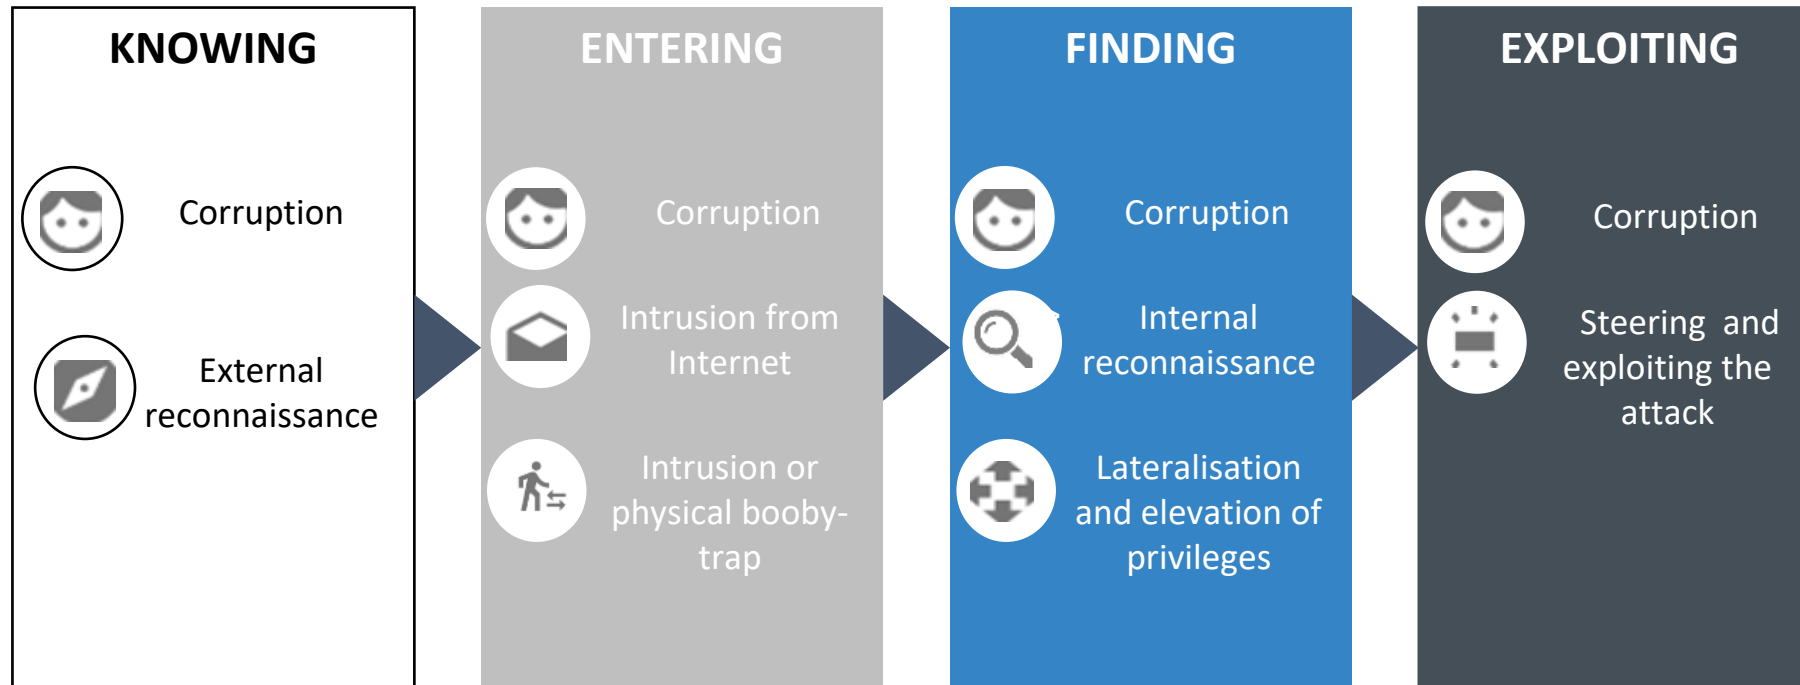 KNOWING
Corruption
External
reconnaissance
ENTERING
Corruption
Intrusion from
Internet
Intrusion or
physical booby-
trap
FINDING
Corruption
Internal
reconnaissance
Lateralisation
and elevation of
privileges
EXPLOITING
Corruption
Steering and
exploiting the
attack